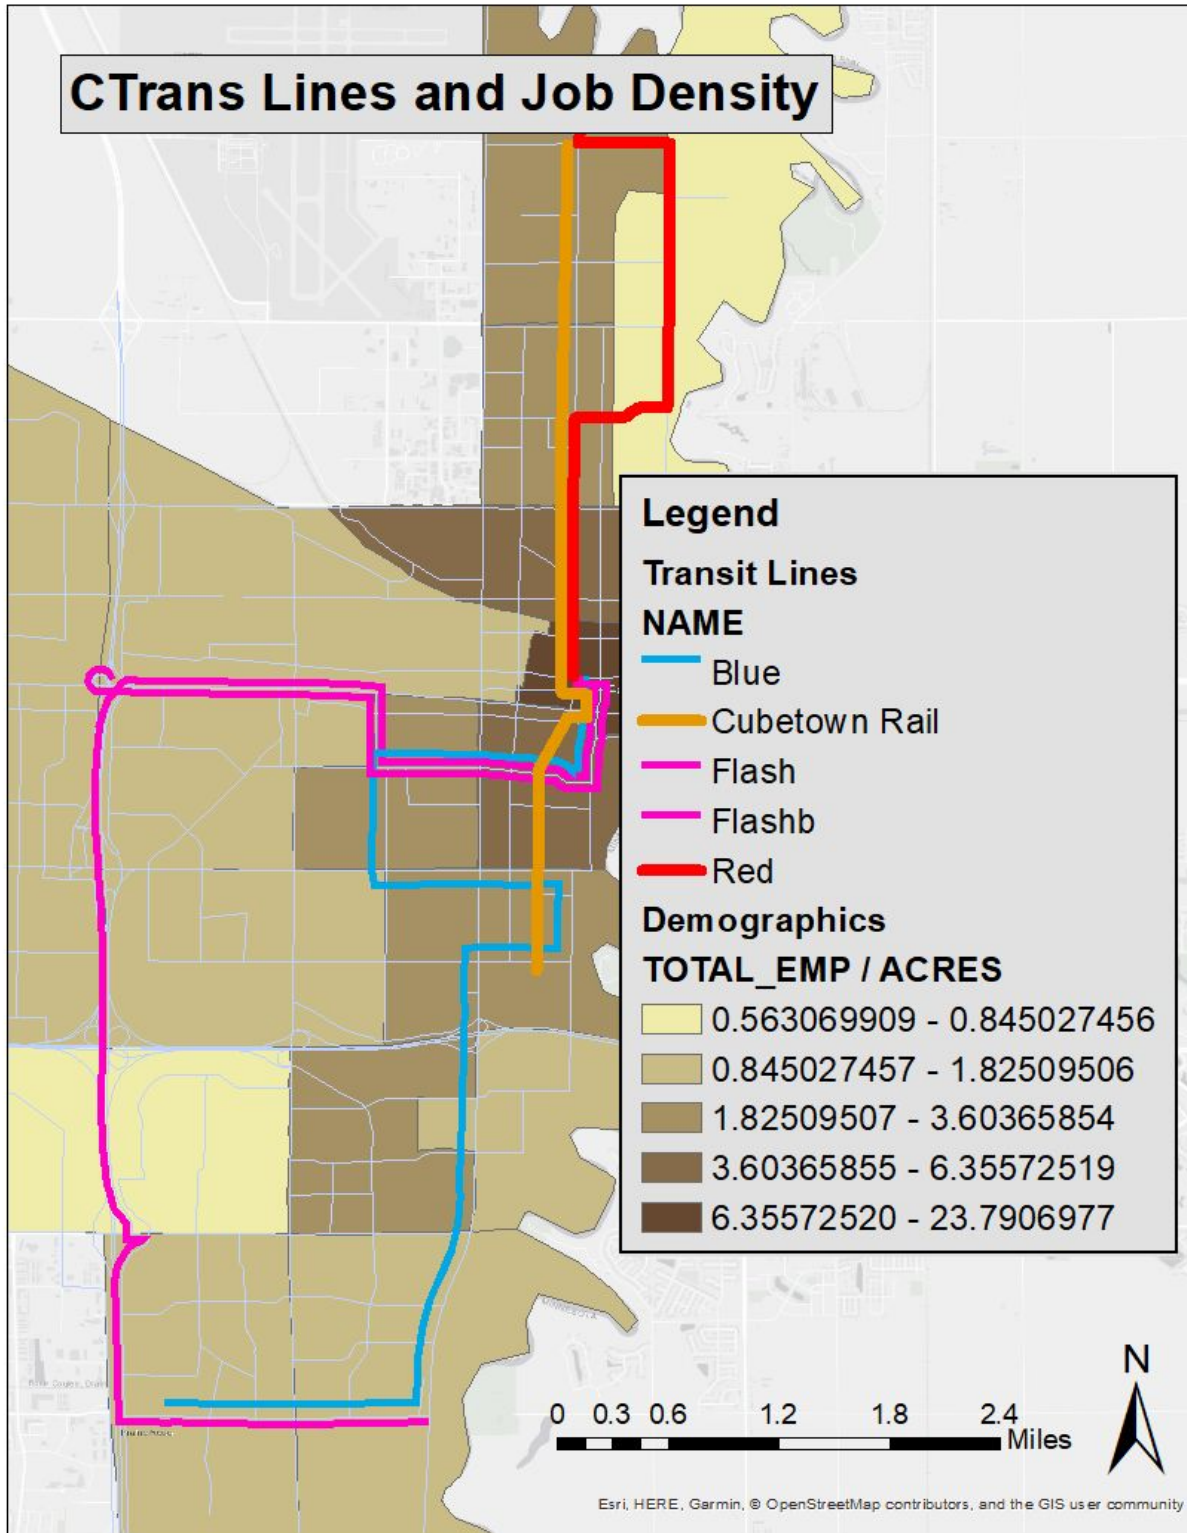 CTrans Lines and Job Density
Legend
Transit Lines
NAME
Blue
Cubetown Rail
Flash
Flashb
Red
Demographics
TOTAL_EMP / ACRES
0.563069909 - 0.845027456
0.845027457 - 1.82509506
1.82509507 - 3.60365854
3.60365855 - 6.35572519
6.35572520 - 23.7906977
N
0 0.3 0.6 1.2 1.8 2.4
Miles
Esri, HERE, Garmin, © OpenStreetMap contributors, and the GIS user community